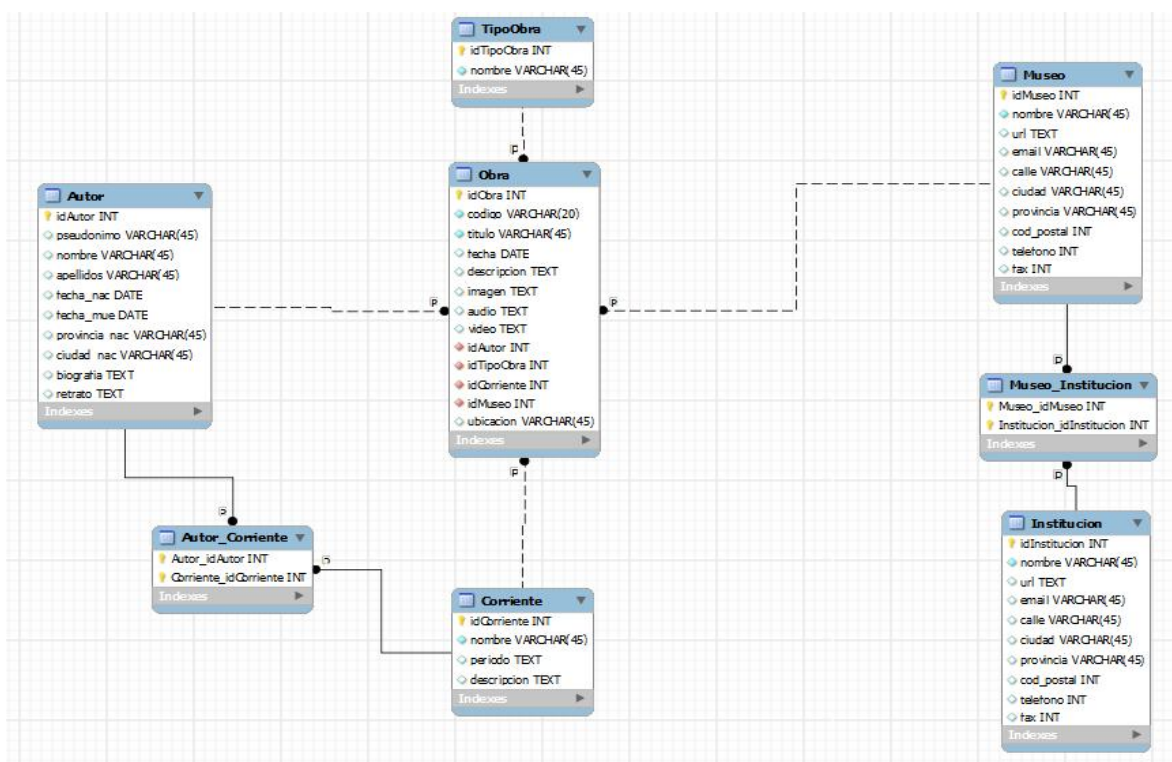 TipoObra
idTipoObra INT
nombre VARCHAR(45)
Indexes
Museo
idMuseo INT
nombre VARCHAR(45)
url TEXT
email VARCHAR(45)
calle VARCHAR(45)
ciudad VARCHAR(45)
provincia VARCHAR(45)
cod_postal INT
telefono INT
fax INT
Indexes
P
Obra
idObra INT
codigo VARCHAR(20)
titulo VARCHAR(45)
fecha DATE
descripcion TEXT
imagen TEXT
audio TEXT
video TEXT
idAutor INT
idTipoObra INT
idCorriente INT
idMuseo INT
ubicacion VARCHAR(45)
Indexes
Autor
idAutor INT
pseudonimo VARCHAR(45)
nombre VARCHAR(45)
apellidos VARCHAR(45)
fecha_nac DATE
fecha_mue DATE
provincia_nac VARCHAR(45)
ciudad_nac VARCHAR(45)
biografia TEXT
retrato TEXT
Indexes
P
P
P
Museo_Institucion
Museo_idMuseo INT
Institucion_idInstitucion INT
Indexes
P
P
P
Autor_Corriente
Autor_idAutor INT
Corriente_idCorriente INT
Indexes
P
Corriente
idCorriente INT
nombre VARCHAR(45)
periodo TEXT
descripcion TEXT
Indexes
Institucion
idInstitucion INT
nombre VARCHAR(45)
url TEXT
email VARCHAR(45)
calle VARCHAR(45)
ciudad VARCHAR(45)
provincia VARCHAR(45)
cod_postal INT
telefono INT
fax INT
Indexes